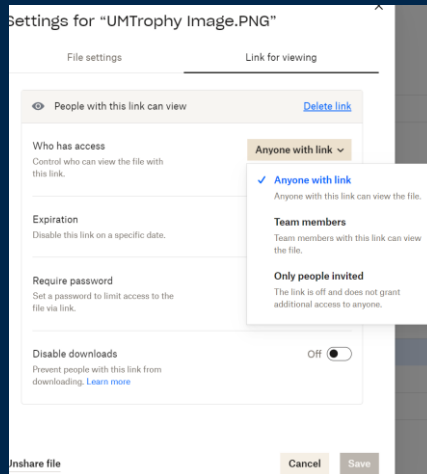 Settings for “UMTrophy Image.PNG”
File settings
Link for viewing
People with this link can view
Delete link
Who has access
Control who can view the file with
this link.
Anyone with link
Anyone with link
Anyone with this link can view the file.
Team members
Team members with this link can view
the file.
Only people invited
The link is off and does not grant
additional access to anyone.
Expiration
Disable this link on a specific date.
Require password
Set a password to limit access to the
file via link.
Disable downloads
Prevent people with this link from
downloading. Learn more
Off
Unshare file
Cancel
Save